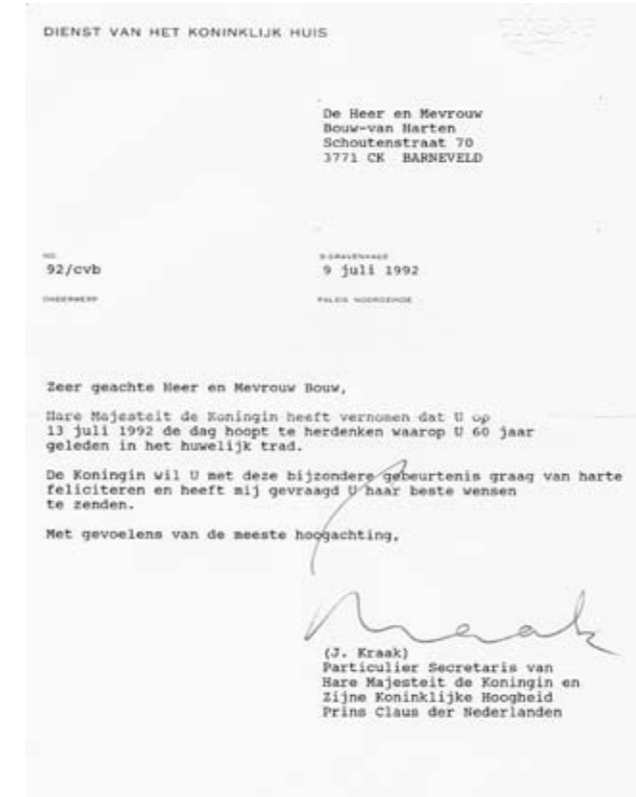 DIENST VAN HET KONINKLIJK HUIS
De Heer en Mevrouw
Bouw-van Harten
Schoutenstraat 70
3771 CK BARNEVELD
NO.
92/cvb
'S-GRAVENHAGE
9 juli 1992
ONDERWERP
PALEIS NOORDEINDE
Zeer geachte Heer en Mevrouw Bouw,
Hare Majesteit de Koningin heeft vernomen dat U op
13 juli 1992 de dag hoopt te herdenken waarop U 60 jaar
geleden in het huwelijk trad.
De Koningin wil U met deze bijzondere gebeurtenis graag van harte
feliciteren en heeft mij gevraagd U haar beste wensen
te zenden.
Met gevoelens van de meeste hoogachting,
Kraak
(J. Kraak)
Particulier Secretaris van
Hare Majesteit de Koningin en
Zijne Koninklijke Hoogheid
Prins Claus der Nederlanden